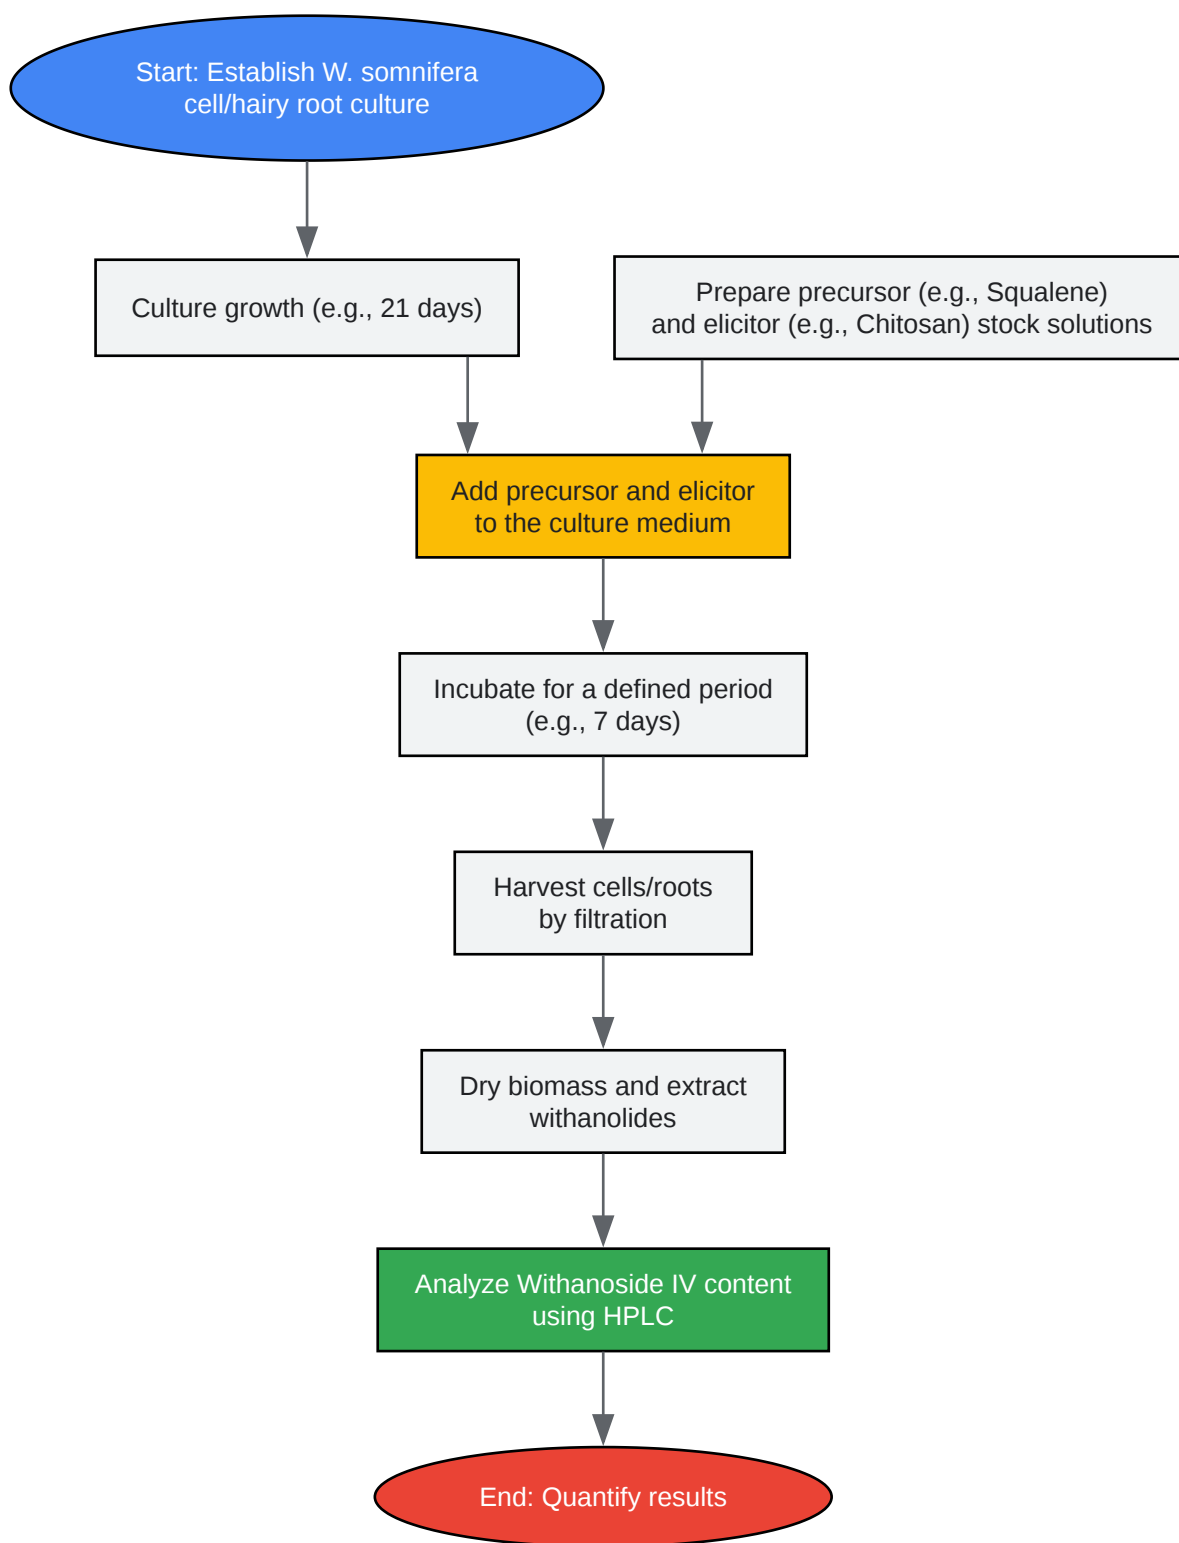 Start: Establish W. somnifera
cell/hairy root culture
Culture growth (e.g., 21 days)
Prepare precursor (e.g., Squalene)
and elicitor (e.g., Chitosan) stock solutions
Add precursor and elicitor
to the culture medium
Incubate for a defined period
(e.g., 7 days)
Harvest cells/roots
by filtration
Dry biomass and extract
withanolides
Analyze Withanoside IV content
using HPLC
End: Quantify results